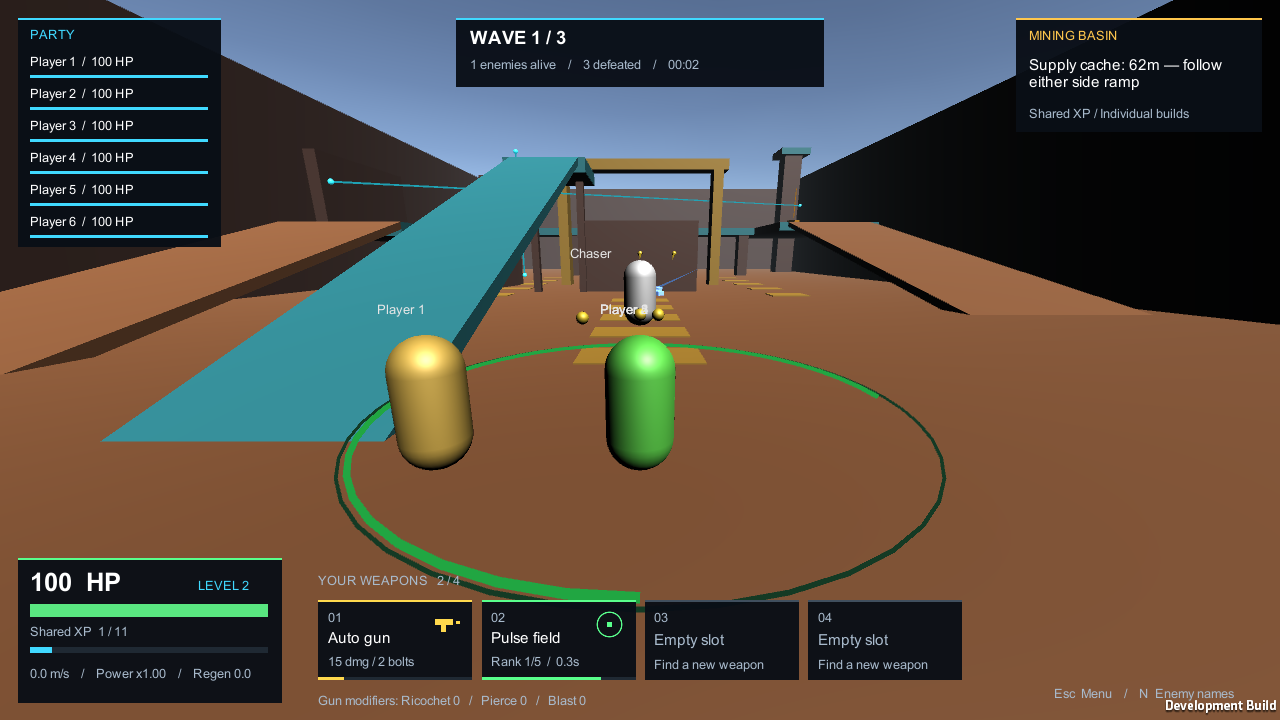 PARTY
Player 1 / 100 HP
Player 2 / 100 HP
Player 3 / 100 HP
Player 4 / 100 HP
Player 5 / 100 HP
Player 6 / 100 HP
WAVE 1 / 3
1 enemies alive / 3 defeated / 00:02
MINING BASIN
Supply cache: 62m — follow
either side ramp
Shared XP / Individual builds
Chaser
Player 1
Player
100 HP
LEVEL 2
Shared XP 1 / 11
0.0 m/s / Power x1.00 / Regen 0.0
YOUR WEAPONS 2 / 4
01
Auto gun
15 dmg / 2 bolts
02
Pulse field
Rank 1/5 / 0.3s
03
Empty slot
Find a new weapon
04
Empty slot
Find a new weapon
Gun modifiers: Ricochet 0 / Pierce 0 / Blast 0
Esc Menu / N Enemy names
Development Build